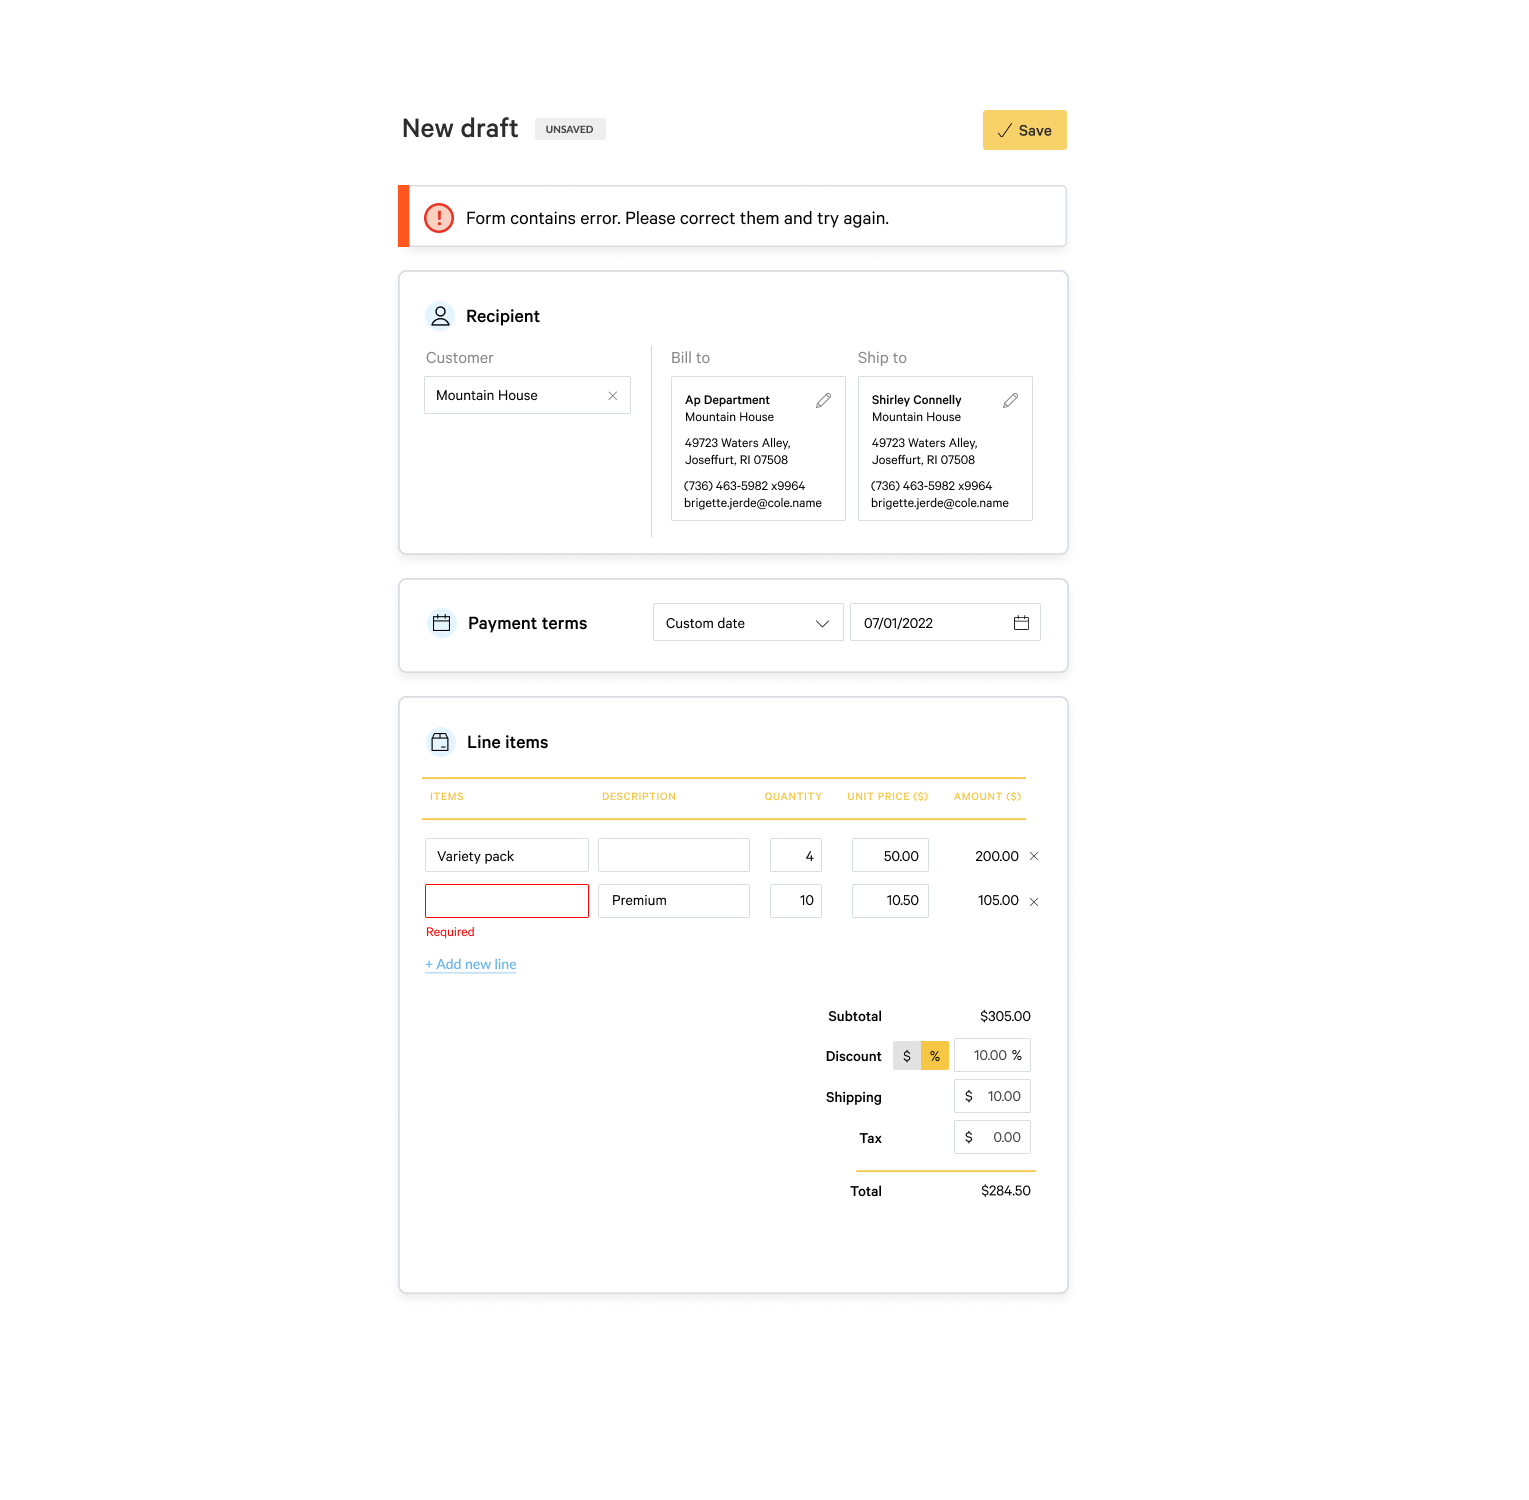 New draft
UNSAVED
Save
Form contains error. Please correct them and try again.
Recipient
Customer
Mountain House
Bill to
Ap Department
Mountain House
49723 Waters Alley,
Joseffurt, RI 07508
(736) 463-5982 x9964
brigette.jerde@cole.name
Ship to
Shirley Connelly
Mountain House
49723 Waters Alley,
Joseffurt, RI 07508
(736) 463-5982 x9964
brigette.jerde@cole.name
Payment terms
Custom date
07/01/2022
Line items
ITEMS DESCRIPTION QUANTITY UNIT PRICE ($) AMOUNT ($)
Variety pack 4 50.00 200.00
Premium 10 10.50 105.00
Required
+ Add new line
Subtotal $305.00
Discount $ % 10.00 %
Shipping $ 10.00
Tax $ 0.00
Total $284.50